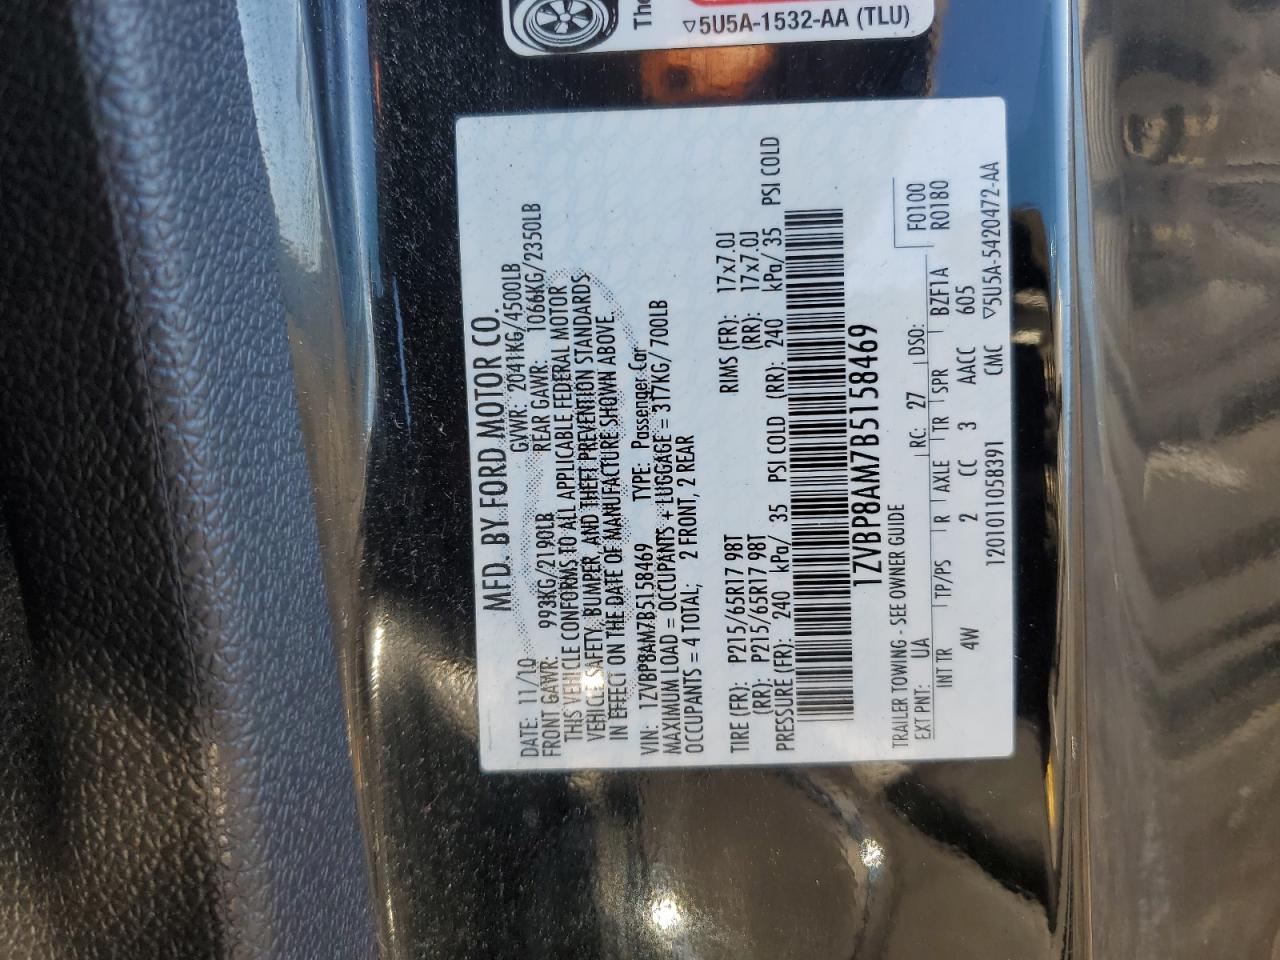 The
▽5U5A-1532-AA (TLU)
MFD. BY FORD MOTOR CO.
DATE: 11/10 GVWR: 2041KG/4500LB
FRONT GAWR: 993KG/2190LB REAR GAWR: 1066KG/2350LB
THIS VEHICLE CONFORMS TO ALL APPLICABLE FEDERAL MOTOR
VEHICLE SAFETY, BUMPER, AND THEFT PREVENTION STANDARDS
IN EFFECT ON THE DATE OF MANUFACTURE SHOWN ABOVE.
VIN: 1ZVBP8AM7B5158469 TYPE: Passenger Car
MAXIMUM LOAD = OCCUPANTS + LUGGAGE = 317KG/700LB
OCCUPANTS = 4 TOTAL; 2 FRONT, 2 REAR
TIRE (FR): P215/65R17 98T RIMS (FR): 17x7.0J
(RR): P215/65R17 98T (RR): 17x7.0J
PRESSURE (FR): 240 kPa/ 35 PSI COLD (RR): 240 kPa/ 35 PSI COLD
1ZVBP8AM7B5158469
TRAILER TOWING - SEE OWNER GUIDE
EXT PNT: UA RC: 27 DSO: F0100
INT TR TP/PS R AXLE TR SPR BZF1A R0180
4W 2 CC 3 AACC 605
1201011058391 CMC ▽5U5A-5420472-AA